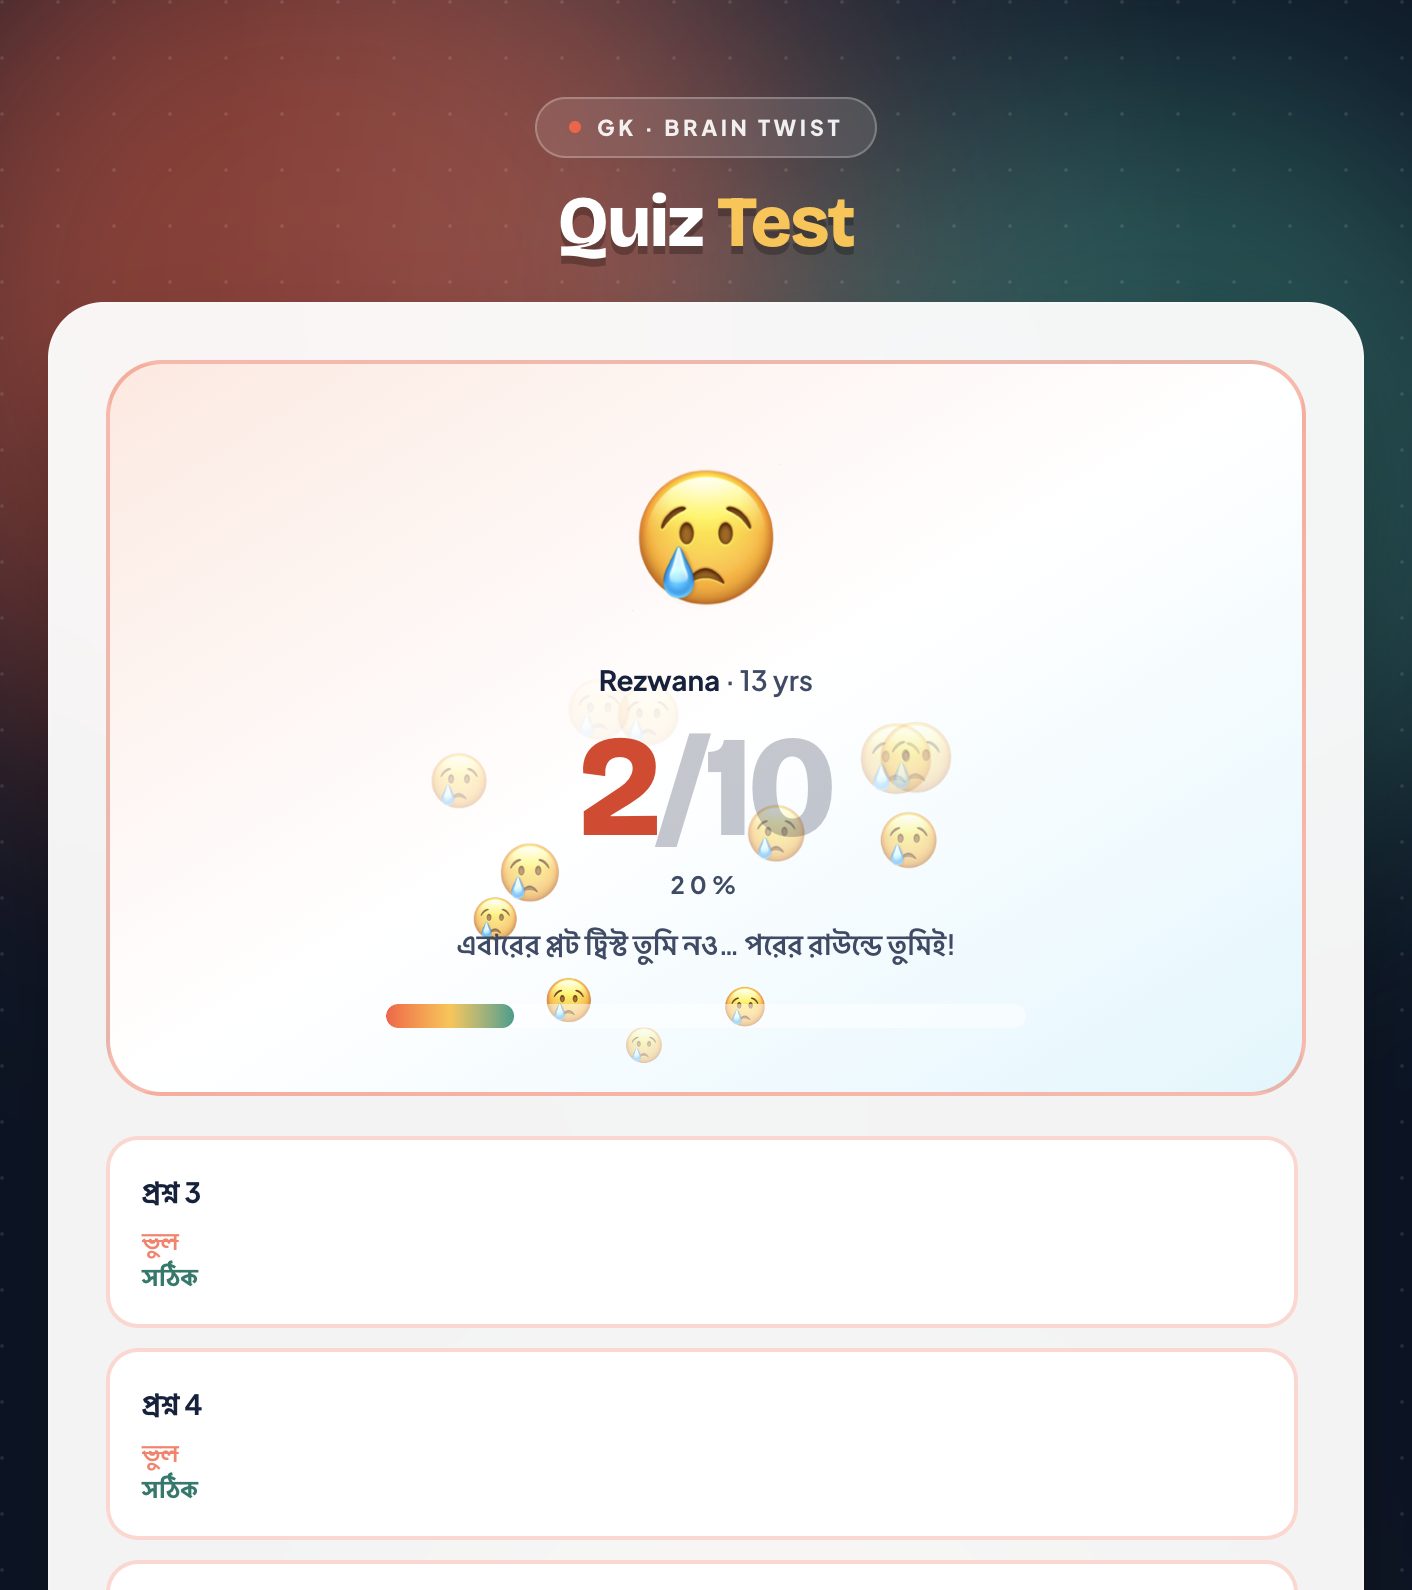 GK · BRAIN TWIST
Quiz Test
Rezwana · 13 yrs
2/10
20%
এবারের প্লট ট্বিস্ট তুমি নও... পরের রাউন্ডে তুমিই!
প্রশ্ন 3
ভুল
সঠিক
প্রশ্ন 4
ভুল
সঠিক